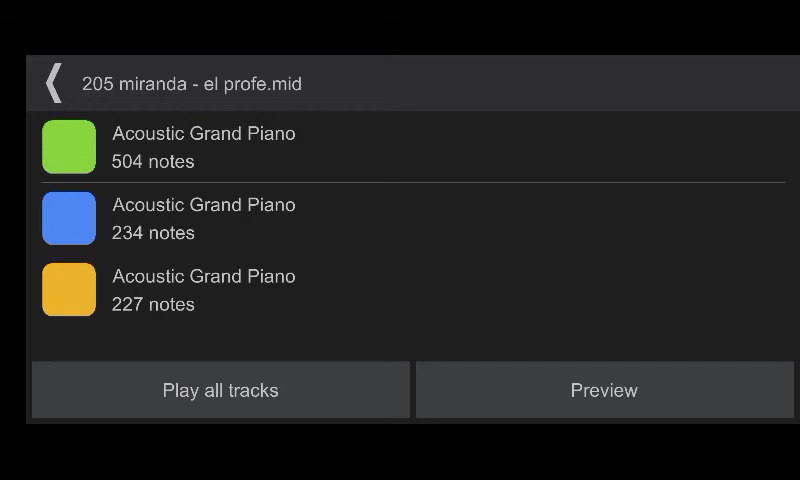 205 miranda - el profe.mid
Acoustic Grand Piano
504 notes
Acoustic Grand Piano
234 notes
Acoustic Grand Piano
227 notes
Play all tracks
Preview